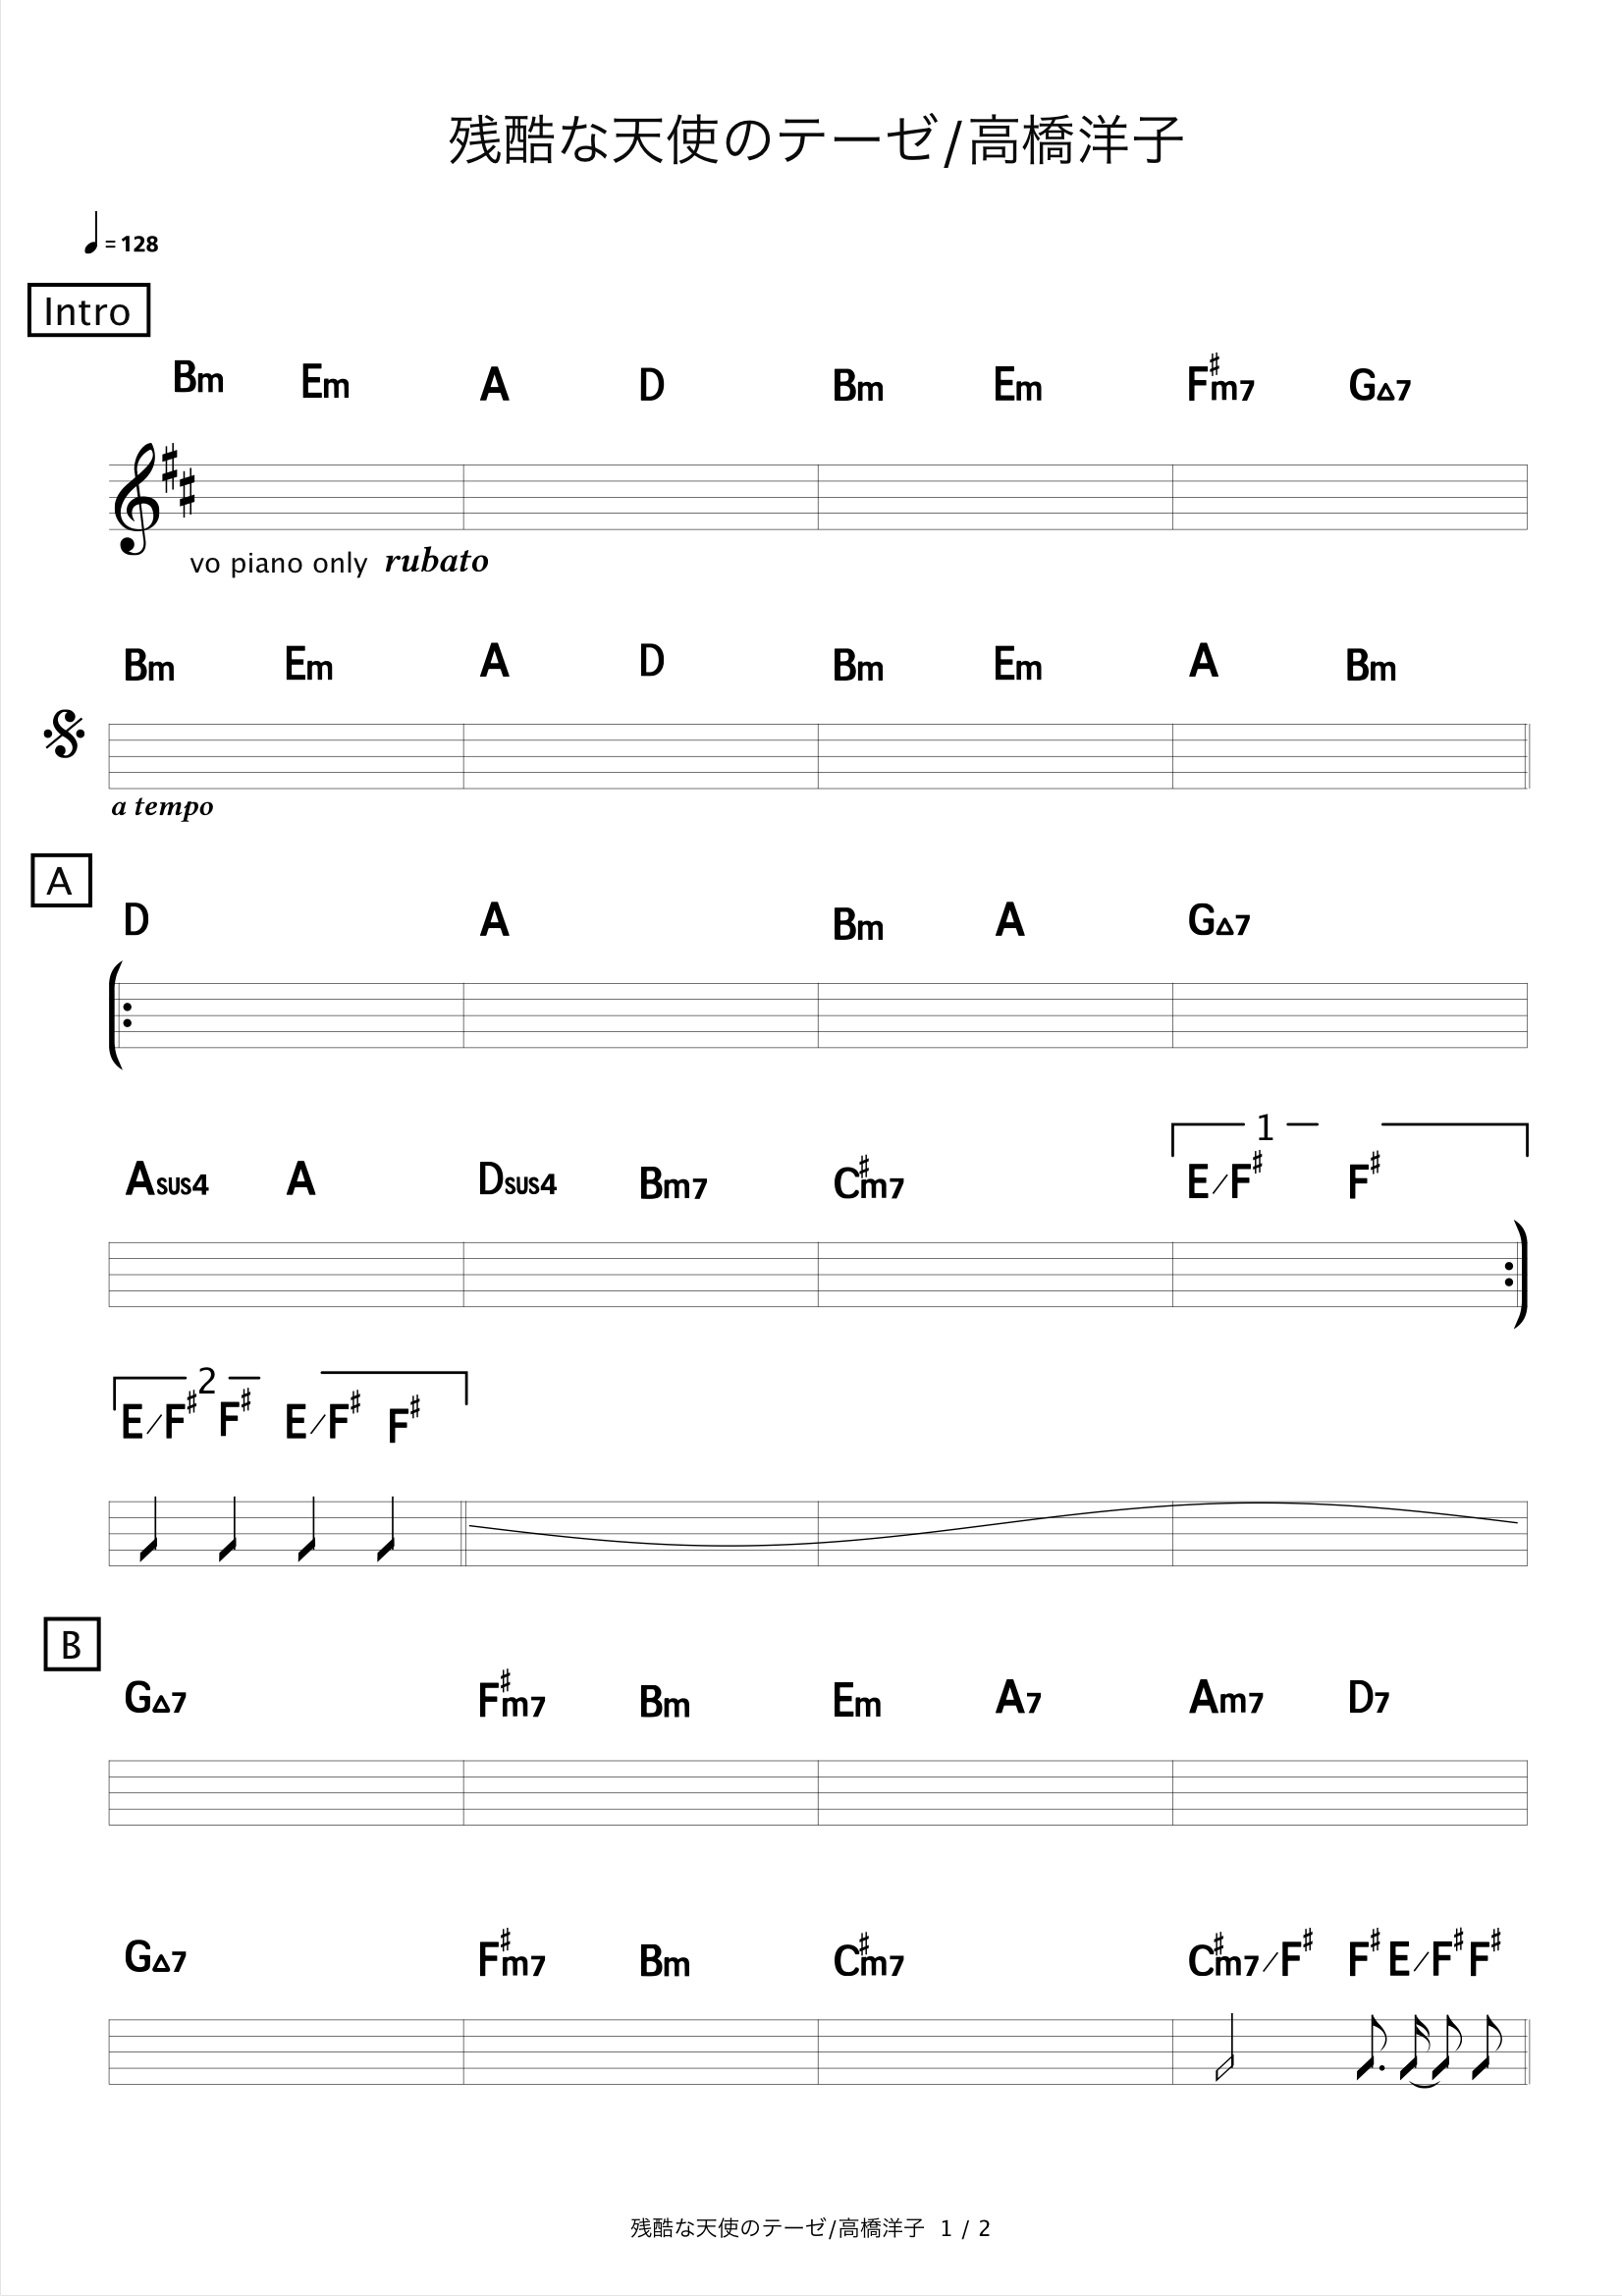 残酷な天使のテーゼ/高橋洋子
= 128
Intro
Bm Em A D Bm Em F♯m7 G△7
vo piano only rubato
Bm Em A D Bm Em A Bm
a tempo
A
D A Bm A G△7
1
Asus4 A Dsus4 Bm7 C♯m7 E/F♯ F♯
2
E/F♯ F♯ E/F♯ F♯
B
G△7 F♯m7 Bm Em A7 Am7 D7
G△7 F♯m7 Bm C♯m7 C♯m7/F♯ F♯ E/F♯ F♯
残酷な天使のテーゼ/高橋洋子 1 / 2